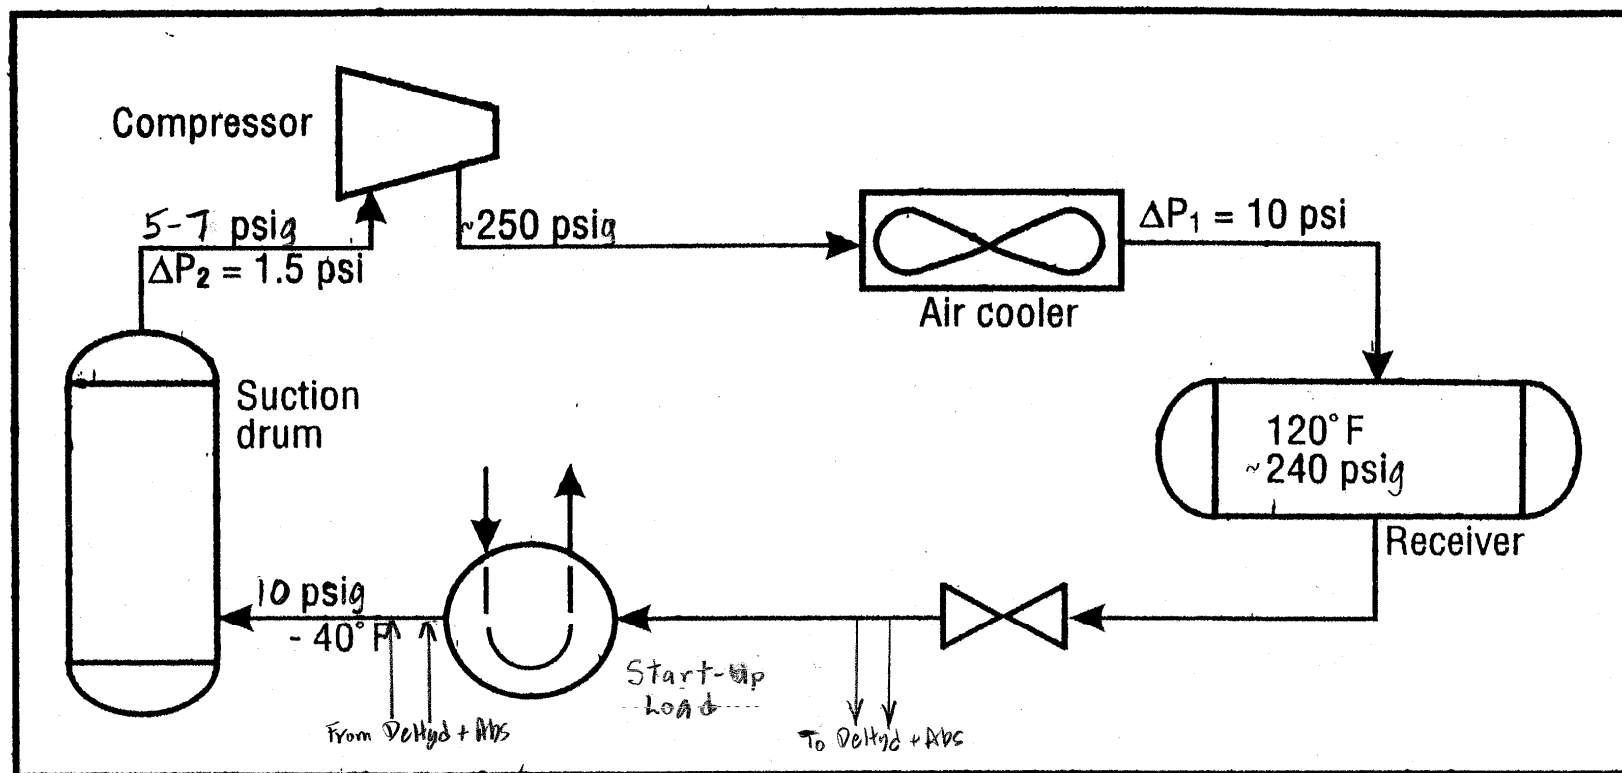 Compressor
5-7 psig
ΔP₂ = 1.5 psi
~250 psig
ΔP₁ = 10 psi
Air cooler
Suction
drum
120°F
~240 psig
Receiver
10 psig
- 40°F
Start-up
Load
From DeHyd + Abs
To DeHyd + Abs